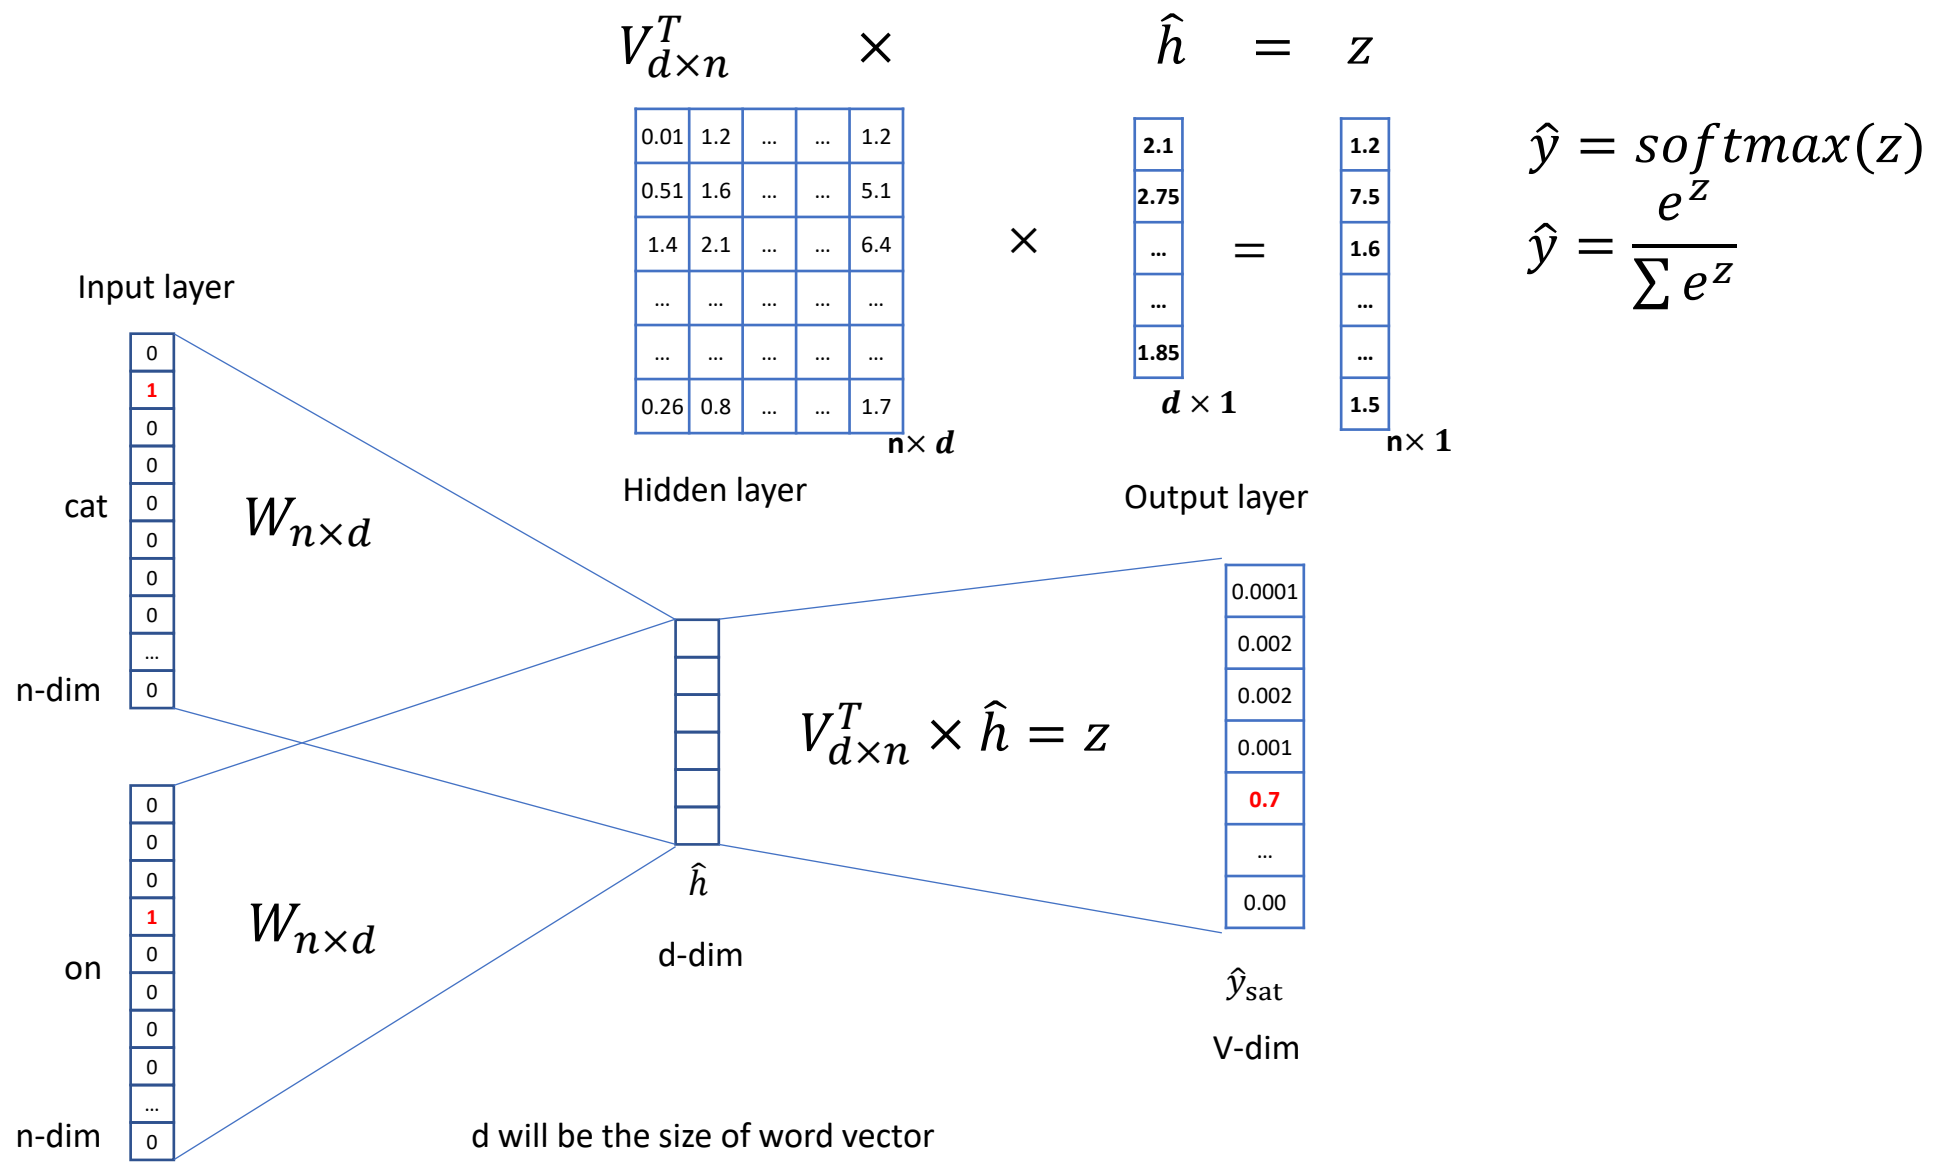 V^T_{d×n} × ĥ = z
0.01 1.2 ... ... 1.2
0.51 1.6 ... ... 5.1
1.4 2.1 ... ... 6.4
... ... ... ... ...
... ... ... ... ...
0.26 0.8 ... ... 1.7
n× d
×
2.1
2.75
...
...
1.85
d × 1
=
1.2
7.5
1.6
...
...
1.5
n× 1
ŷ = softmax(z)
ŷ = e^z / ∑ e^z
Input layer
Hidden layer
Output layer
0
1
0
0
0
0
0
0
...
0
cat
n-dim
W_{n×d}
0
0
0
1
0
0
0
0
...
0
on
n-dim
W_{n×d}
ĥ
d-dim
V^T_{d×n} × ĥ = z
0.0001
0.002
0.002
0.001
0.7
...
0.00
ŷ_sat
V-dim
d will be the size of word vector